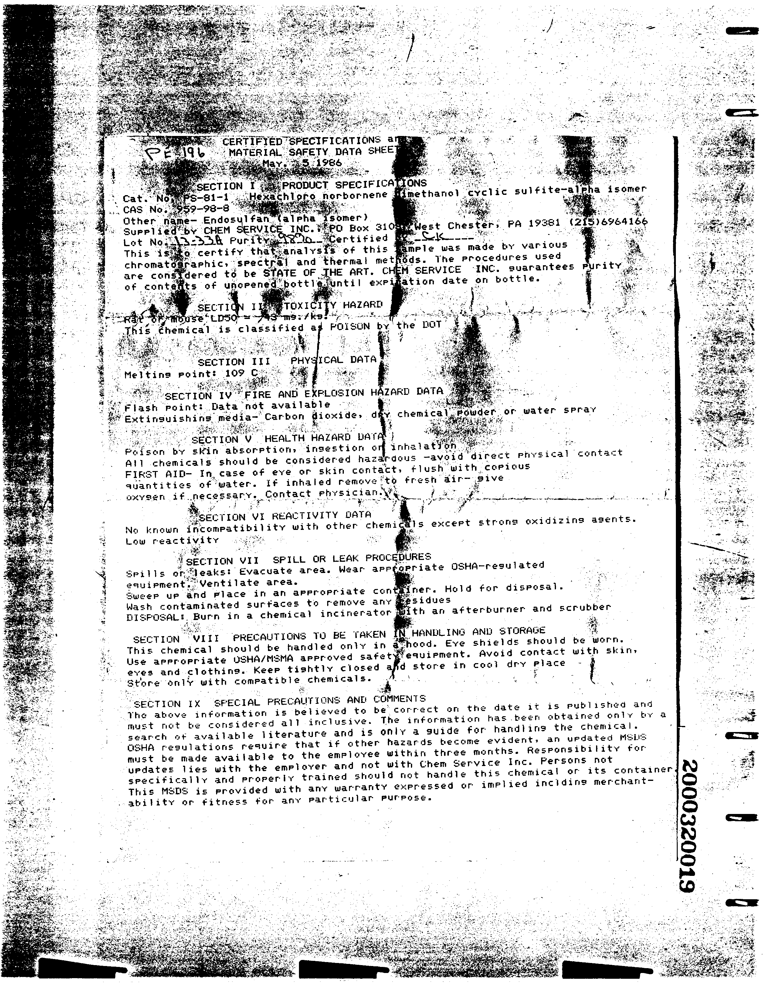 CERTIFIED SPECIFICATIONS
PE-196
MATERIAL SAFETY DATA SHEET
May. 5 1986
SECTION I PRODUCT SPECIFICATIONS
Cat. No. PS-81-1 Hexachloro norbornene dimethanol cyclic sulfite-alpha isomer
CAS No. 959-98-8
Other name- Endosulfan (alpha isomer)
Supplied by CHEM SERVICE INC., PO Box 3108, West Chester, PA 19381 (215)6964166
Lot No. Purity Certified
This is to certify that analysis of this sample was made by various
chromatographic, spectral and thermal methods. The procedures used
are considered to be STATE OF THE ART. CHEM SERVICE INC. guarantees purity
of contents of unopened bottle until expiration date on bottle.
SECTION II TOXICITY HAZARD
Rat or mouse LD50 = mg./kg.
This chemical is classified as POISON by the DOT
SECTION III PHYSICAL DATA
Melting point: 109 C
SECTION IV FIRE AND EXPLOSION HAZARD DATA
Flash point: Data not available
Extinguishing media- Carbon dioxide, dry chemical powder or water spray
SECTION V HEALTH HAZARD DATA
Poison by skin absorption, ingestion or inhalation
All chemicals should be considered hazardous -avoid direct physical contact
FIRST AID- In case of eye or skin contact, flush with copious
quantities of water. If inhaled remove to fresh air- give
oxygen if necessary. Contact physician.
SECTION VI REACTIVITY DATA
No known incompatibility with other chemicals except strong oxidizing agents.
Low reactivity
SECTION VII SPILL OR LEAK PROCEDURES
Spills or leaks: Evacuate area. Wear appropriate OSHA-regulated
equipment. Ventilate area.
Sweep up and place in an appropriate container. Hold for disposal.
Wash contaminated surfaces to remove any residues
DISPOSAL: Burn in a chemical incinerator with an afterburner and scrubber
SECTION VIII PRECAUTIONS TO BE TAKEN IN HANDLING AND STORAGE
This chemical should be handled only in a hood. Eye shields should be worn.
Use appropriate OSHA/MSMA approved safety equipment. Avoid contact with skin,
eyes and clothing. Keep tightly closed and store in cool dry place
Store only with compatible chemicals.
SECTION IX SPECIAL PRECAUTIONS AND COMMENTS
The above information is believed to be correct on the date it is published and
must not be considered all inclusive. The information has been obtained only by a
search of available literature and is only a guide for handling the chemical.
OSHA regulations require that if other hazards become evident, an updated MSDS
must be made available to the employee within three months. Responsibility for
updates lies with the employer and not with Chem Service Inc. Persons not
specifically and properly trained should not handle this chemical or its container
This MSDS is provided with any warranty expressed or implied inclding merchant-
ability or fitness for any particular purpose.
2000320019